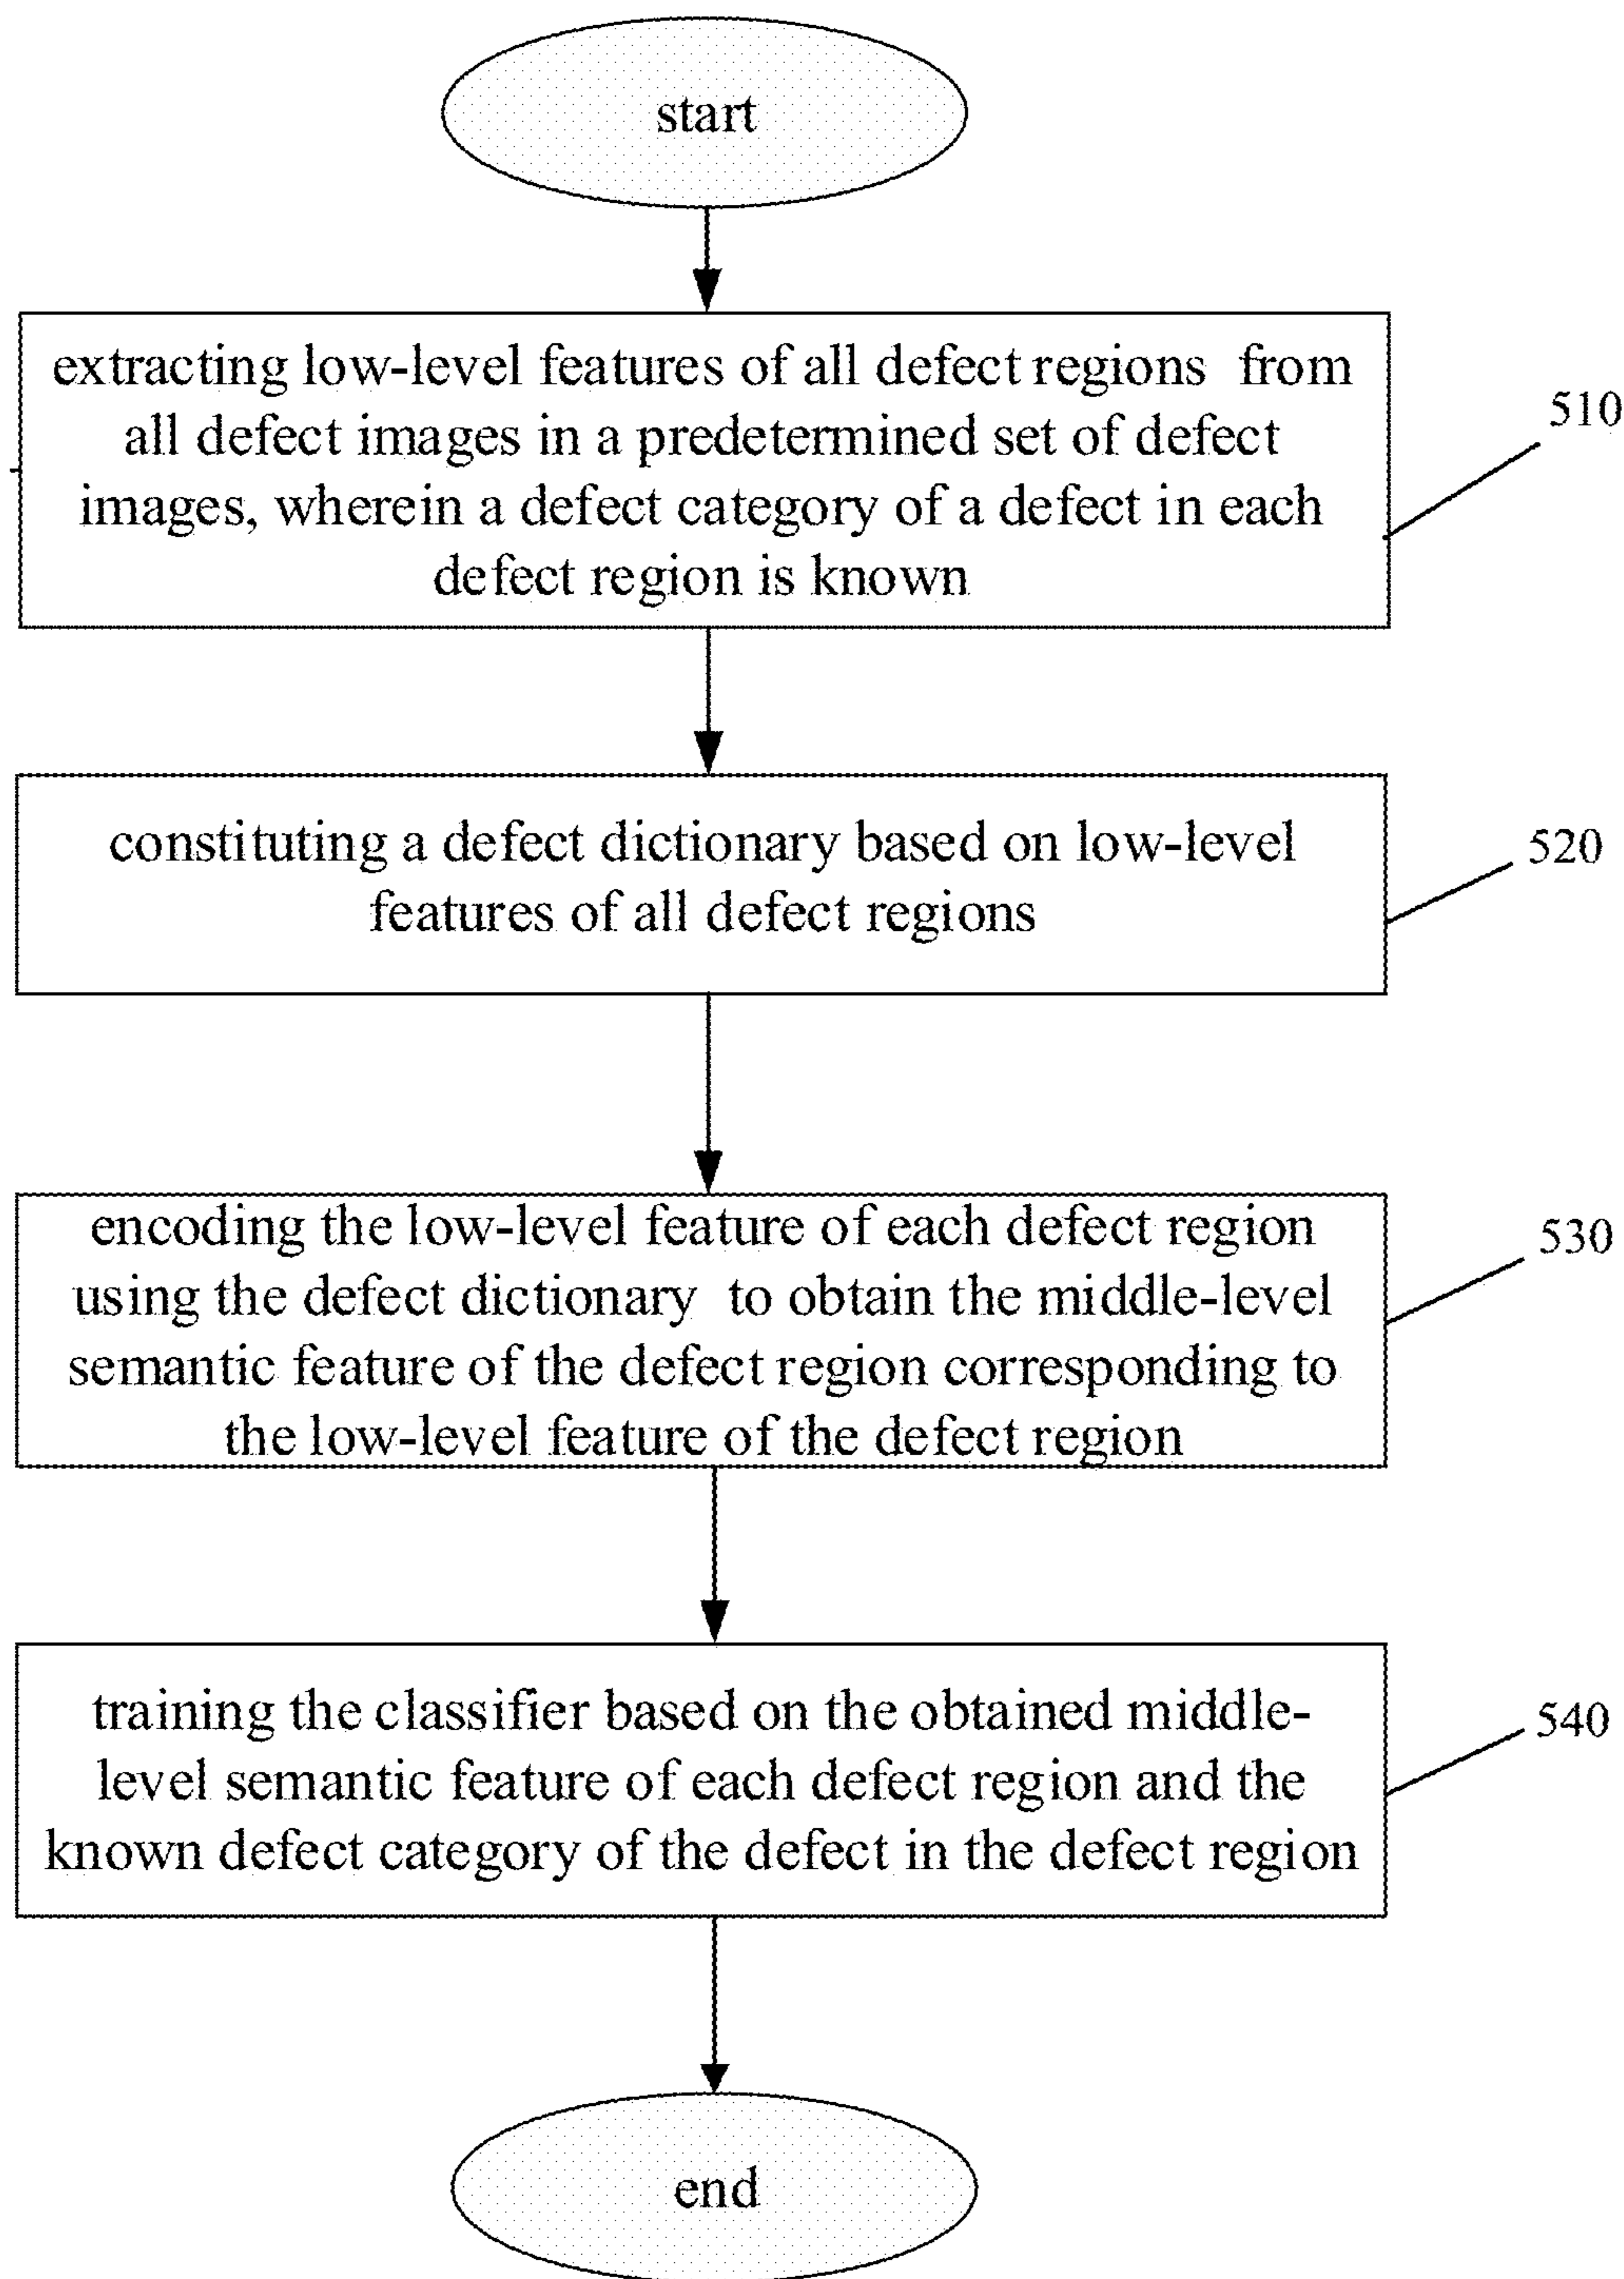 start
extracting low-level features of all defect regions from
all defect images in a predetermined set of defect
images, wherein a defect category of a defect in each
defect region is known
510
constituting a defect dictionary based on low-level
features of all defect regions
520
encoding the low-level feature of each defect region
using the defect dictionary to obtain the middle-level
semantic feature of the defect region corresponding to
the low-level feature of the defect region
530
training the classifier based on the obtained middle-
level semantic feature of each defect region and the
known defect category of the defect in the defect region
540
end